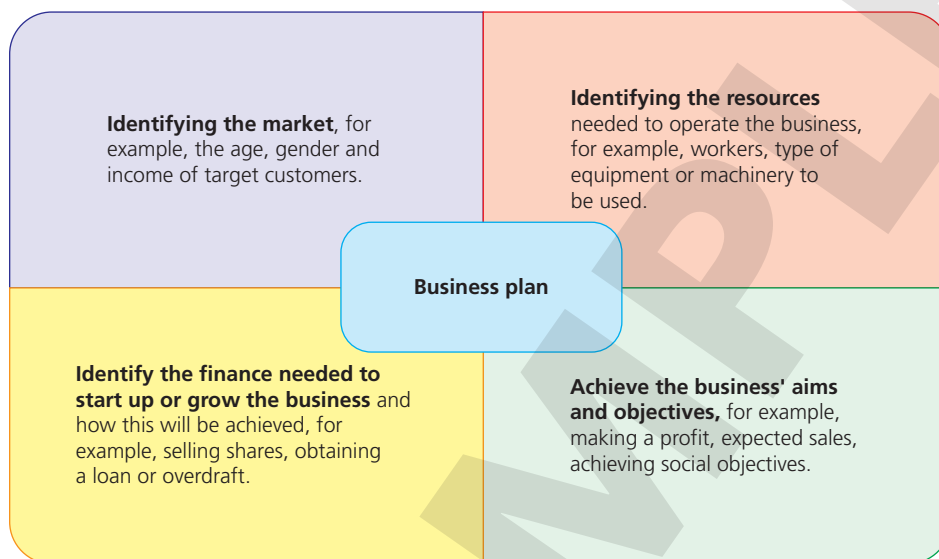 Identifying the market, for
example, the age, gender and
income of target customers.
Identifying the resources
needed to operate the business,
for example, workers, type of
equipment or machinery to
be used.
Business plan
Identify the finance needed to
start up or grow the business and
how this will be achieved, for
example, selling shares, obtaining
a loan or overdraft.
Achieve the business' aims
and objectives, for example,
making a profit, expected sales,
achieving social objectives.
MPL